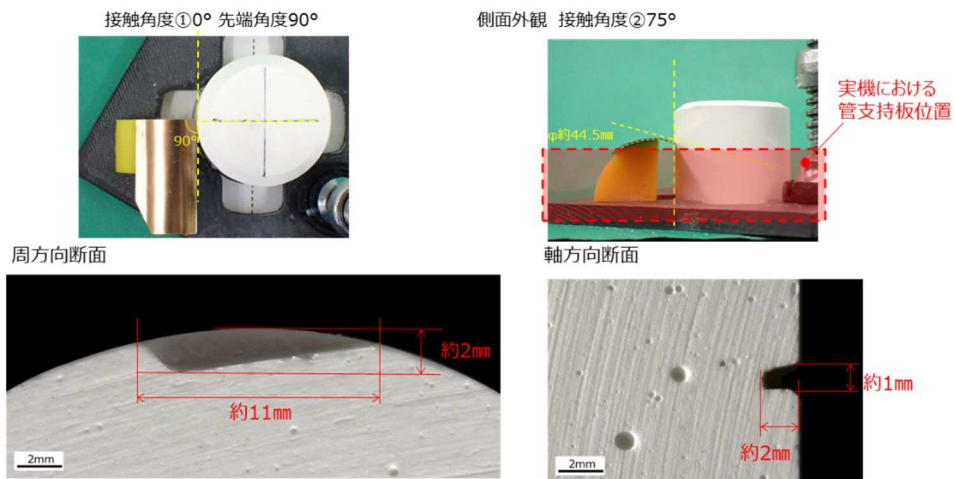 接触角度①0° 先端角度90°
側面外観 接触角度②75°
90°
φ約44.5㎜
実機における
管支持板位置
周方向断面
軸方向断面
約2㎜
約11㎜
2mm
約1㎜
約2㎜
2mm